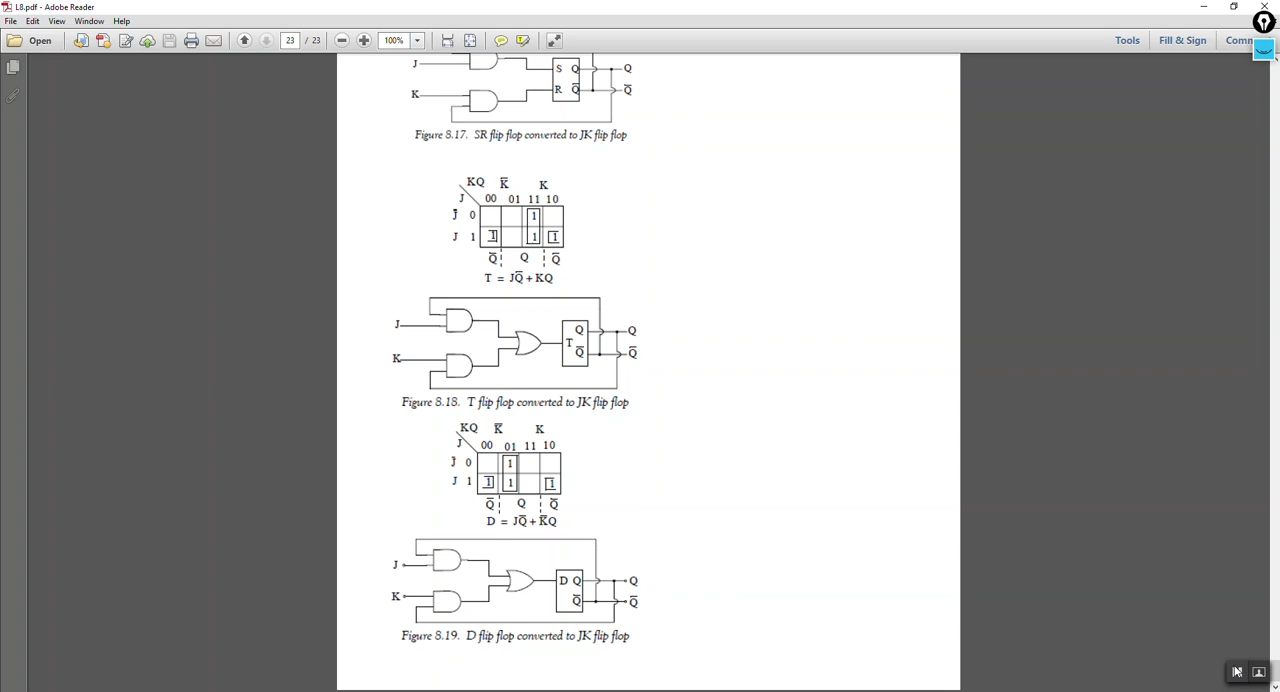 L8.pdf - Adobe Reader
File Edit View Window Help
Open 23 / 23 100% Tools Fill & Sign
J S Q Q
K R Q̅ Q̅
Figure 8.17. SR flip flop converted to JK flip flop
KQ K̅ K
J 00 01 11 10
J̅ 0 1
J 1 1 1 1
Q̅ Q Q̅
T = JQ̅ + KQ
J Q Q
T
K Q̅ Q̅
Figure 8.18. T flip flop converted to JK flip flop
KQ K̅ K
J 00 01 11 10
J̅ 0 1
J 1 1 1 1
Q̅ Q Q̅
D = JQ̅ + K̅Q
J D Q Q
K Q̅ Q̅
Figure 8.19. D flip flop converted to JK flip flop